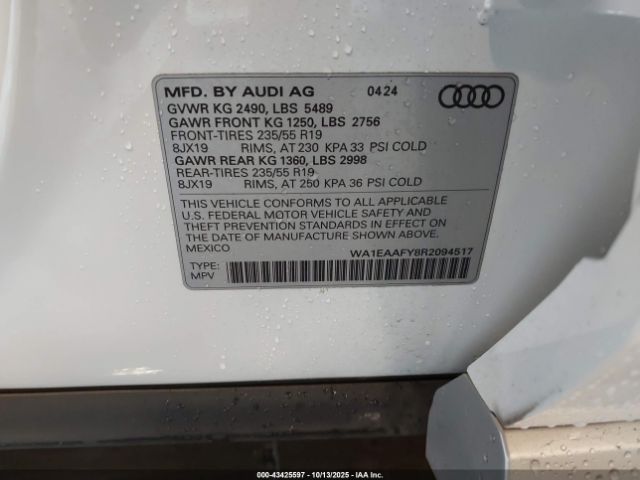 MFD. BY AUDI AG 04 24
GVWR KG 2490, LBS 5489
GAWR FRONT KG 1250, LBS 2756
FRONT-TIRES 235/55 R19
8JX19 RIMS, AT 230 KPA 33 PSI COLD
GAWR REAR KG 1360, LBS 2998
REAR-TIRES 235/55 R19
8JX19 RIMS, AT 250 KPA 36 PSI COLD
THIS VEHICLE CONFORMS TO ALL APPLICABLE
U.S. FEDERAL MOTOR VEHICLE SAFETY AND
THEFT PREVENTION STANDARDS IN EFFECT ON
THE DATE OF MANUFACTURE SHOWN ABOVE.
MEXICO
WA1EAAFY8R2094517
TYPE:
MPV
000-43425597 - 10/13/2025 - IAA Inc.